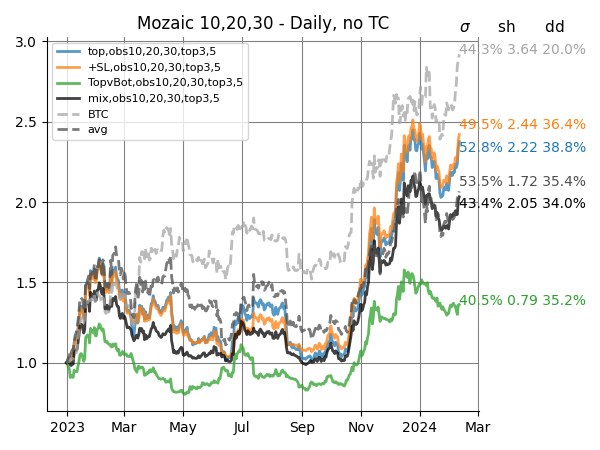 Mozaic 10,20,30 - Daily, no TC
σ sh dd
3.0
2.5
2.0
1.5
1.0
top,obs10,20,30,top3,5
+SL,obs10,20,30,top3,5
TopvBot,obs10,20,30,top3,5
mix,obs10,20,30,top3,5
BTC
avg
44.3% 3.64 20.0%
49.5% 2.44 36.4%
52.8% 2.22 38.8%
53.5% 1.72 35.4%
43.4% 2.05 34.0%
40.5% 0.79 35.2%
2023 Mar May Jul Sep Nov 2024 Mar